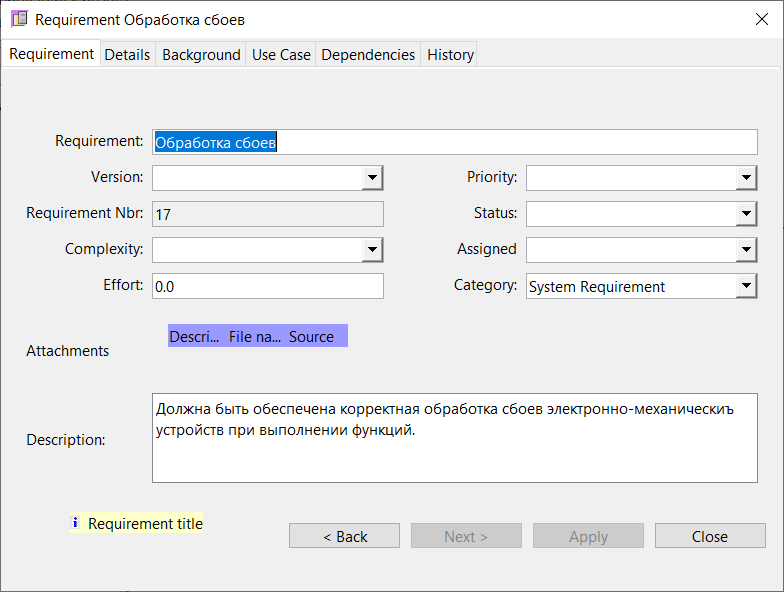 Requirement Обработка сбоев
Requirement Details Background Use Case Dependencies History
Requirement: Обработка сбоев
Version: Priority:
Requirement Nbr: 17 Status:
Complexity: Assigned
Effort: 0.0 Category: System Requirement
Attachments Descri... File na... Source
Description: Должна быть обеспечена корректная обработка сбоев электронно-механическиъ
устройств при выполнении функций.
i Requirement title
< Back Next > Apply Close